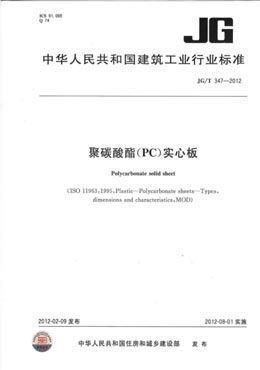 ICS 91.060
Q 74
JG
中华人民共和国建筑工业行业标准
JG/T 347—2012
聚碳酸酯(PC)实心板
Polycarbonate solid sheet
(ISO 11963:1995,Plastic—Polycarbonate sheets—Types,
dimensions and characteristics,MOD)
2012-02-09 发布
2012-08-01 实施
中华人民共和国住房和城乡建设部 发布